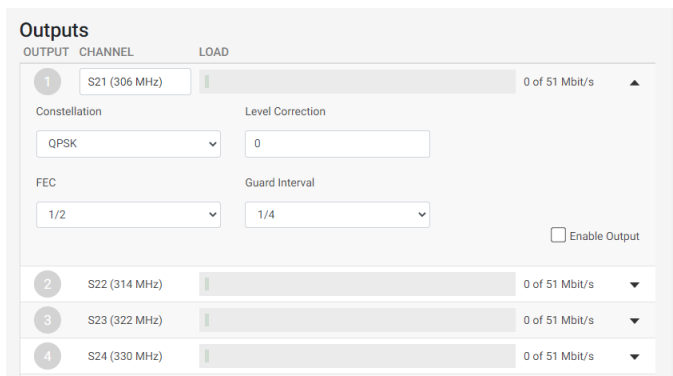 Outputs
OUTPUT CHANNEL LOAD
1 S21 (306 MHz) 0 of 51 Mbit/s
Constellation Level Correction
QPSK 0
FEC Guard Interval
1/2 1/4
Enable Output
2 S22 (314 MHz) 0 of 51 Mbit/s
3 S23 (322 MHz) 0 of 51 Mbit/s
4 S24 (330 MHz) 0 of 51 Mbit/s